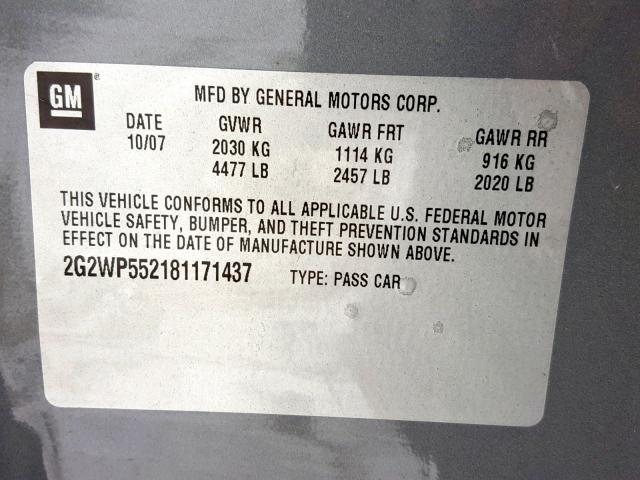 GM®
MFD BY GENERAL MOTORS CORP.
DATE GVWR GAWR FRT GAWR RR
10/07 2030 KG 1114 KG 916 KG
4477 LB 2457 LB 2020 LB
THIS VEHICLE CONFORMS TO ALL APPLICABLE U.S. FEDERAL MOTOR
VEHICLE SAFETY, BUMPER, AND THEFT PREVENTION STANDARDS IN
EFFECT ON THE DATE OF MANUFACTURE SHOWN ABOVE.
2G2WP552181171437 TYPE: PASS CAR